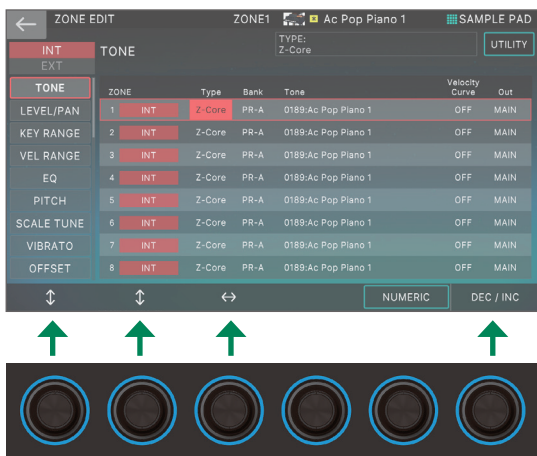 ZONE EDIT ZONE1 Ac Pop Piano 1 SAMPLE PAD
INT
EXT
TONE
TYPE:
Z-Core
UTILITY
TONE
LEVEL/PAN
KEY RANGE
VEL RANGE
EQ
PITCH
SCALE TUNE
VIBRATO
OFFSET
ZONE Type Bank Tone Velocity Curve Out
1 INT Z-Core PR-A 0189:Ac Pop Piano 1 OFF MAIN
2 INT Z-Core PR-A 0189:Ac Pop Piano 1 OFF MAIN
3 INT Z-Core PR-A 0189:Ac Pop Piano 1 OFF MAIN
4 INT Z-Core PR-A 0189:Ac Pop Piano 1 OFF MAIN
5 INT Z-Core PR-A 0189:Ac Pop Piano 1 OFF MAIN
6 INT Z-Core PR-A 0189:Ac Pop Piano 1 OFF MAIN
7 INT Z-Core PR-A 0189:Ac Pop Piano 1 OFF MAIN
8 INT Z-Core PR-A 0189:Ac Pop Piano 1 OFF MAIN
NUMERIC DEC / INC